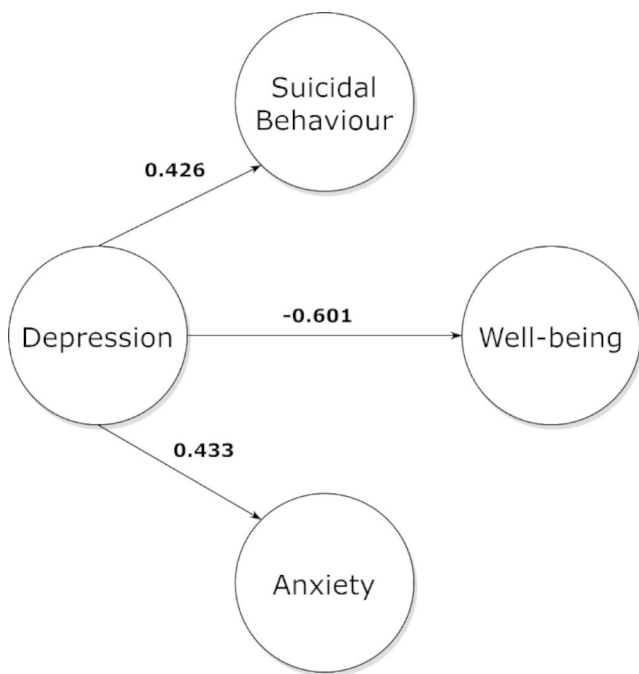 Suicidal
Behaviour
0.426
-0.601
Depression
Well-being
0.433
Anxiety